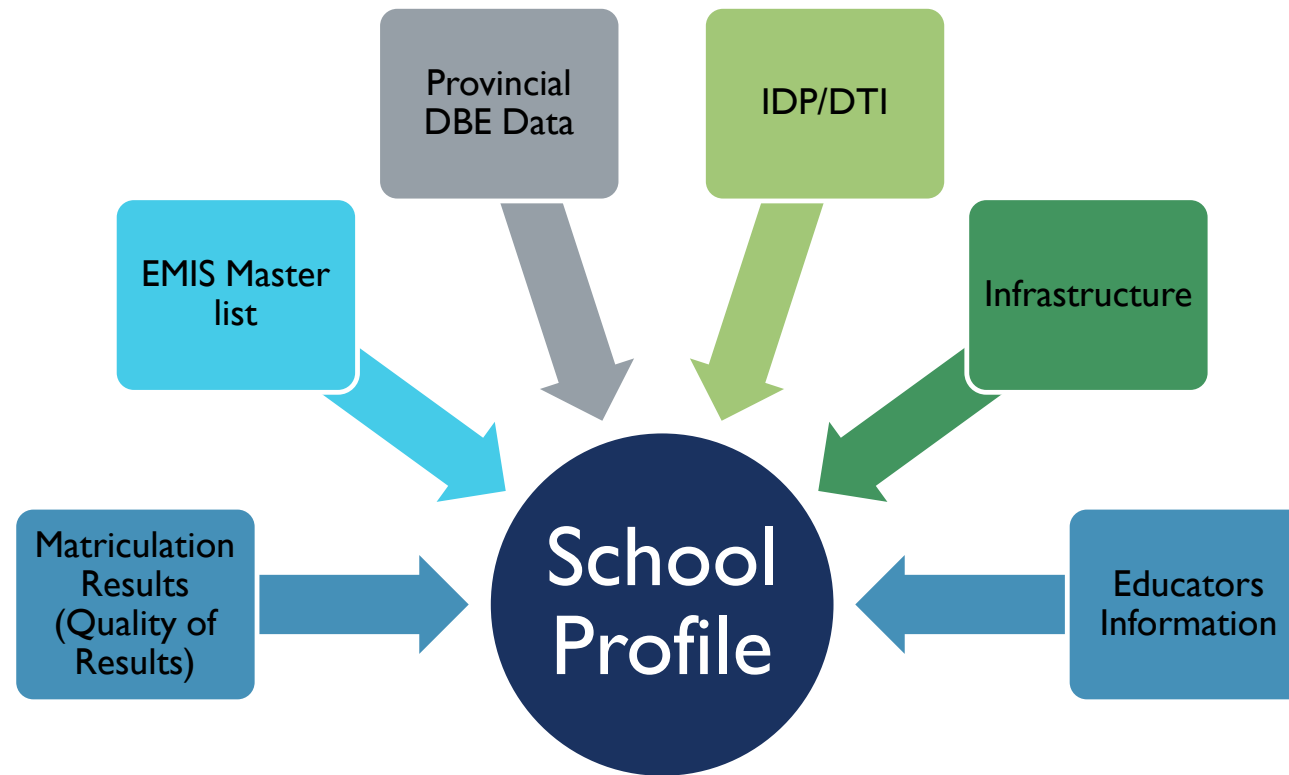 Provincial
DBE Data
IDP/DTI
EMIS Master
list
Infrastructure
Matriculation
Results
(Quality of
Results)
School
Profile
Educators
Information